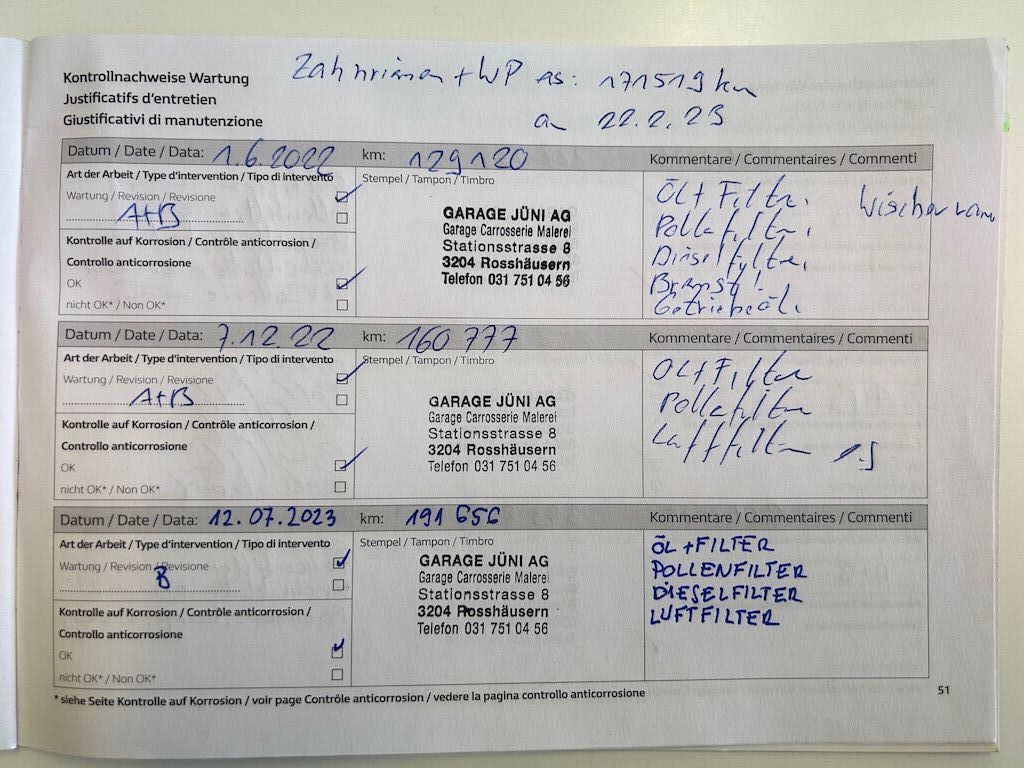 Kontrollnachweise Wartung
Justificatifs d'entretien
Giustificativi di manutenzione
Zahnriemen + WP 171519 km
22.2.23
Datum / Date / Data: 1.6.2022 km: 129120 Kommentare / Commentaires / Commenti
Art der Arbeit / Type d'intervention / Tipo di intervento
Stempel / Tampon / Timbro
Wartung / Revision / Revisione
A+B
Kontrolle auf Korrosion / Contrôle anticorrosion /
Controllo anticorrosione
OK
nicht OK* / Non OK*
GARAGE JÜNI AG
Garage Carrosserie Malerei
Stationsstrasse 8
3204 Rosshäusern
Telefon 031 751 04 56
Öl+Filter,
Pollefilter,
Dieselfilter,
Bremsfl.
Getriebeöl.
Datum / Date / Data: 7.12.22 km: 160 777 Kommentare / Commentaires / Commenti
Art der Arbeit / Type d'intervention / Tipo di intervento
Stempel / Tampon / Timbro
Wartung / Revision / Revisione
A+B
Kontrolle auf Korrosion / Contrôle anticorrosion /
Controllo anticorrosione
OK
nicht OK* / Non OK*
GARAGE JÜNI AG
Garage Carrosserie Malerei
Stationsstrasse 8
3204 Rosshäusern
Telefon 031 751 04 56
Öl+Filter
Pollefilter
Luftfilter
Datum / Date / Data: 12.07.2023 km: 191 656 Kommentare / Commentaires / Commenti
Art der Arbeit / Type d'intervention / Tipo di intervento
Stempel / Tampon / Timbro
Wartung / Revision / Revisione
B
Kontrolle auf Korrosion / Contrôle anticorrosion /
Controllo anticorrosione
OK
nicht OK* / Non OK*
GARAGE JÜNI AG
Garage Carrosserie Malerei
Stationsstrasse 8
3204 Rosshäusern
Telefon 031 751 04 56
ÖL +FILTER
POLLENFILTER
DIESELFILTER
LUFTFILTER
* siehe Seite Kontrolle auf Korrosion / voir page Contrôle anticorrosion / vedere la pagina controllo anticorrosione
51